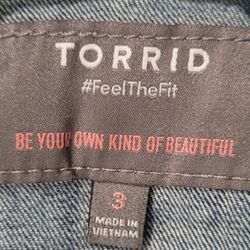 TORRID
#FeelTheFit
BE YOUR OWN KIND OF BEAUTIFUL
3
MADE IN
VIETNAM